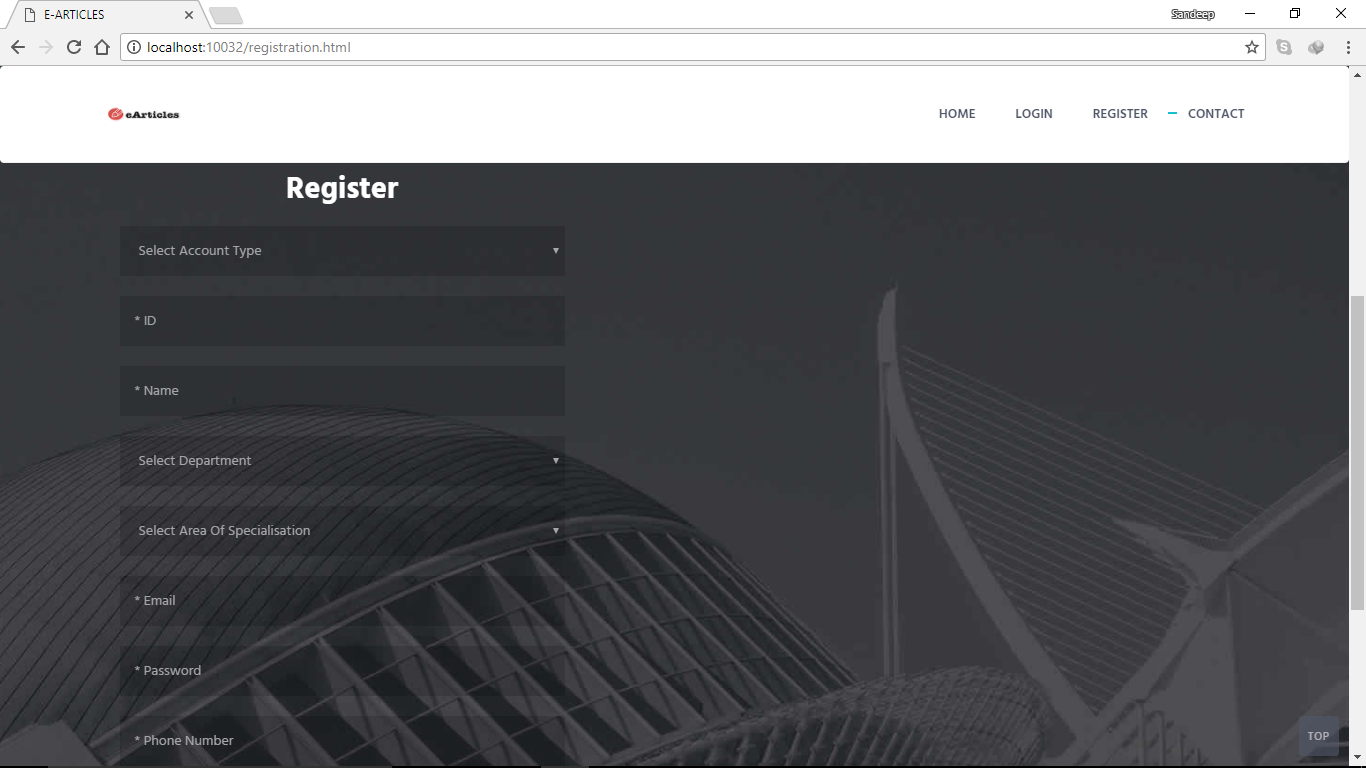 E-ARTICLES
Sandeep
localhost:10032/registration.html
eArticles
HOME LOGIN REGISTER CONTACT
Register
Select Account Type
* ID
* Name
Select Department
Select Area Of Specialisation
* Email
* Password
* Phone Number
TOP